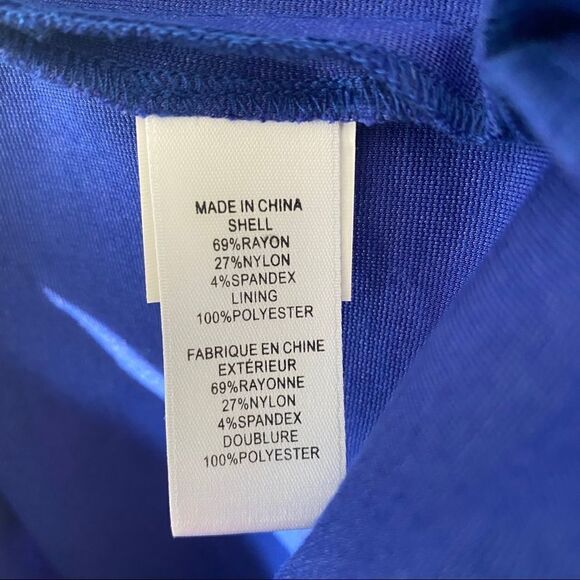 MADE IN CHINA
SHELL
69%RAYON
27%NYLON
4%SPANDEX
LINING
100%POLYESTER
FABRIQUE EN CHINE
EXTÉRIEUR
69%RAYONNE
27%NYLON
4%SPANDEX
DOUBLURE
100%POLYESTER